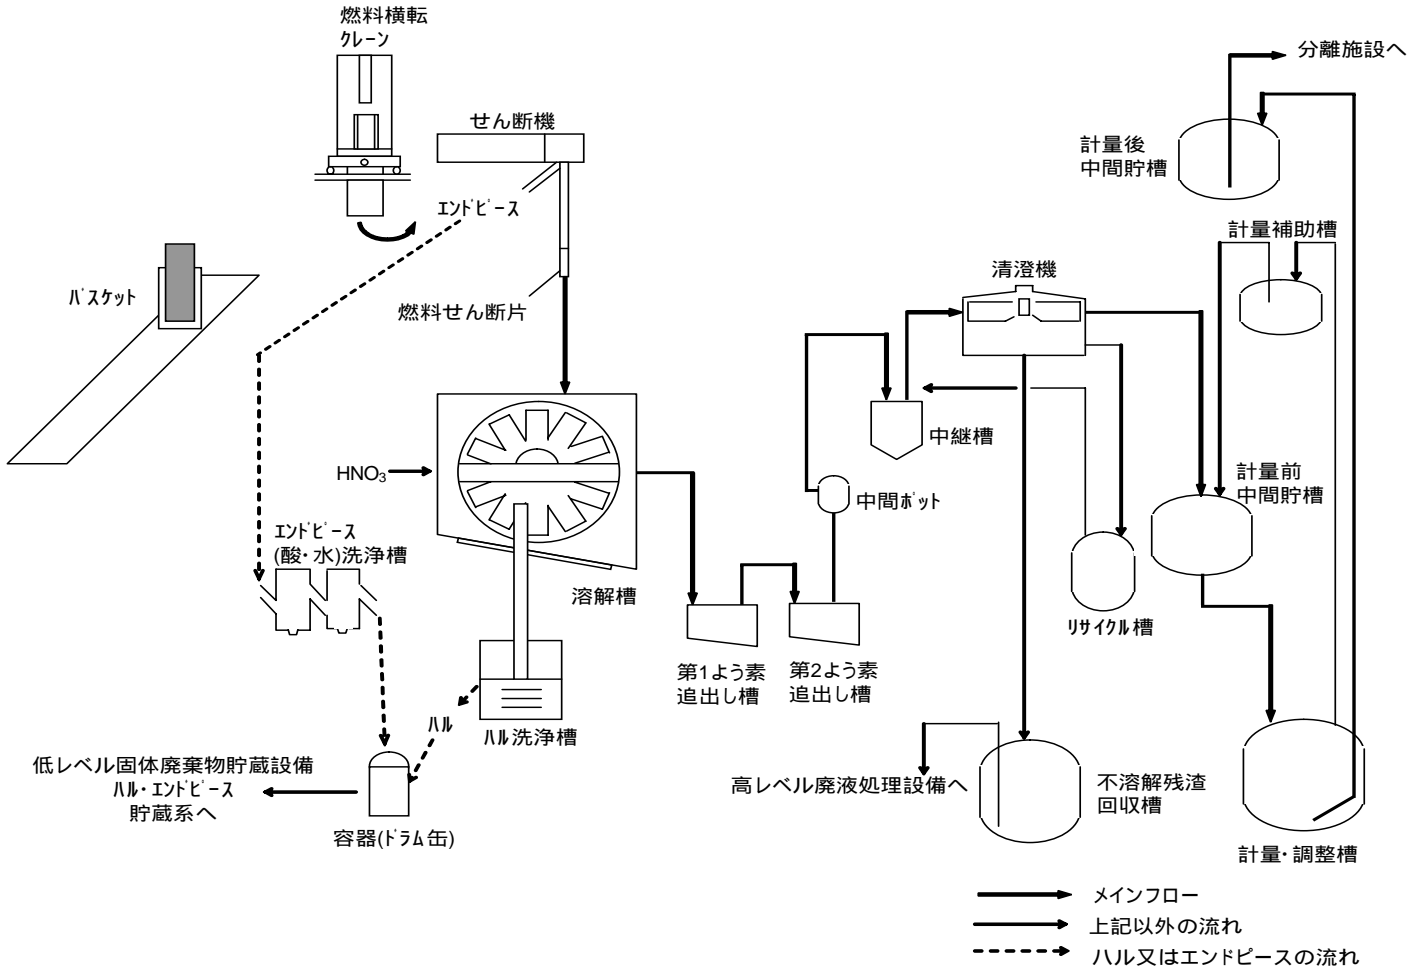 燃料横転
クレーン
分離施設へ
せん断機
計量後
中間貯槽
エンドピース
計量補助槽
バスケット
清澄機
燃料せん断片
中継槽
HNO3
計量前
中間貯槽
中間ポット
エンドピース
(酸・水)洗浄槽
溶解槽
リサイクル槽
第1よう素
追出し槽
第2よう素
追出し槽
ハル
ハル洗浄槽
低レベル固体廃棄物貯蔵設備
ハル・エンドピース
貯蔵系へ
高レベル廃液処理設備へ
不溶解残渣
回収槽
容器(ドラム缶)
計量・調整槽
メインフロー
上記以外の流れ
ハル又はエンドピースの流れ